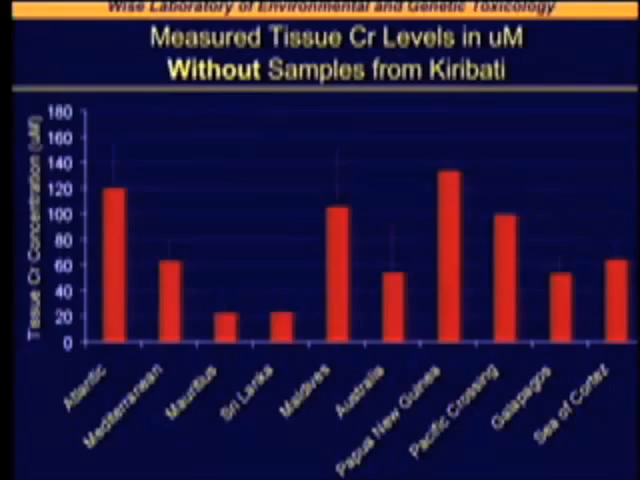 Wise Laboratory of Environmental and Genetic Toxicology
Measured Tissue Cr Levels in uM
Without Samples from Kiribati
Tissue Cr Concentration (uM)
180
160
140
120
100
80
60
40
20
0
Atlantic
Mediterranean
Mauritius
Sri Lanka
Maldives
Australia
Papua New Guinea
Pacific Crossing
Galapagos
Sea of Cortez